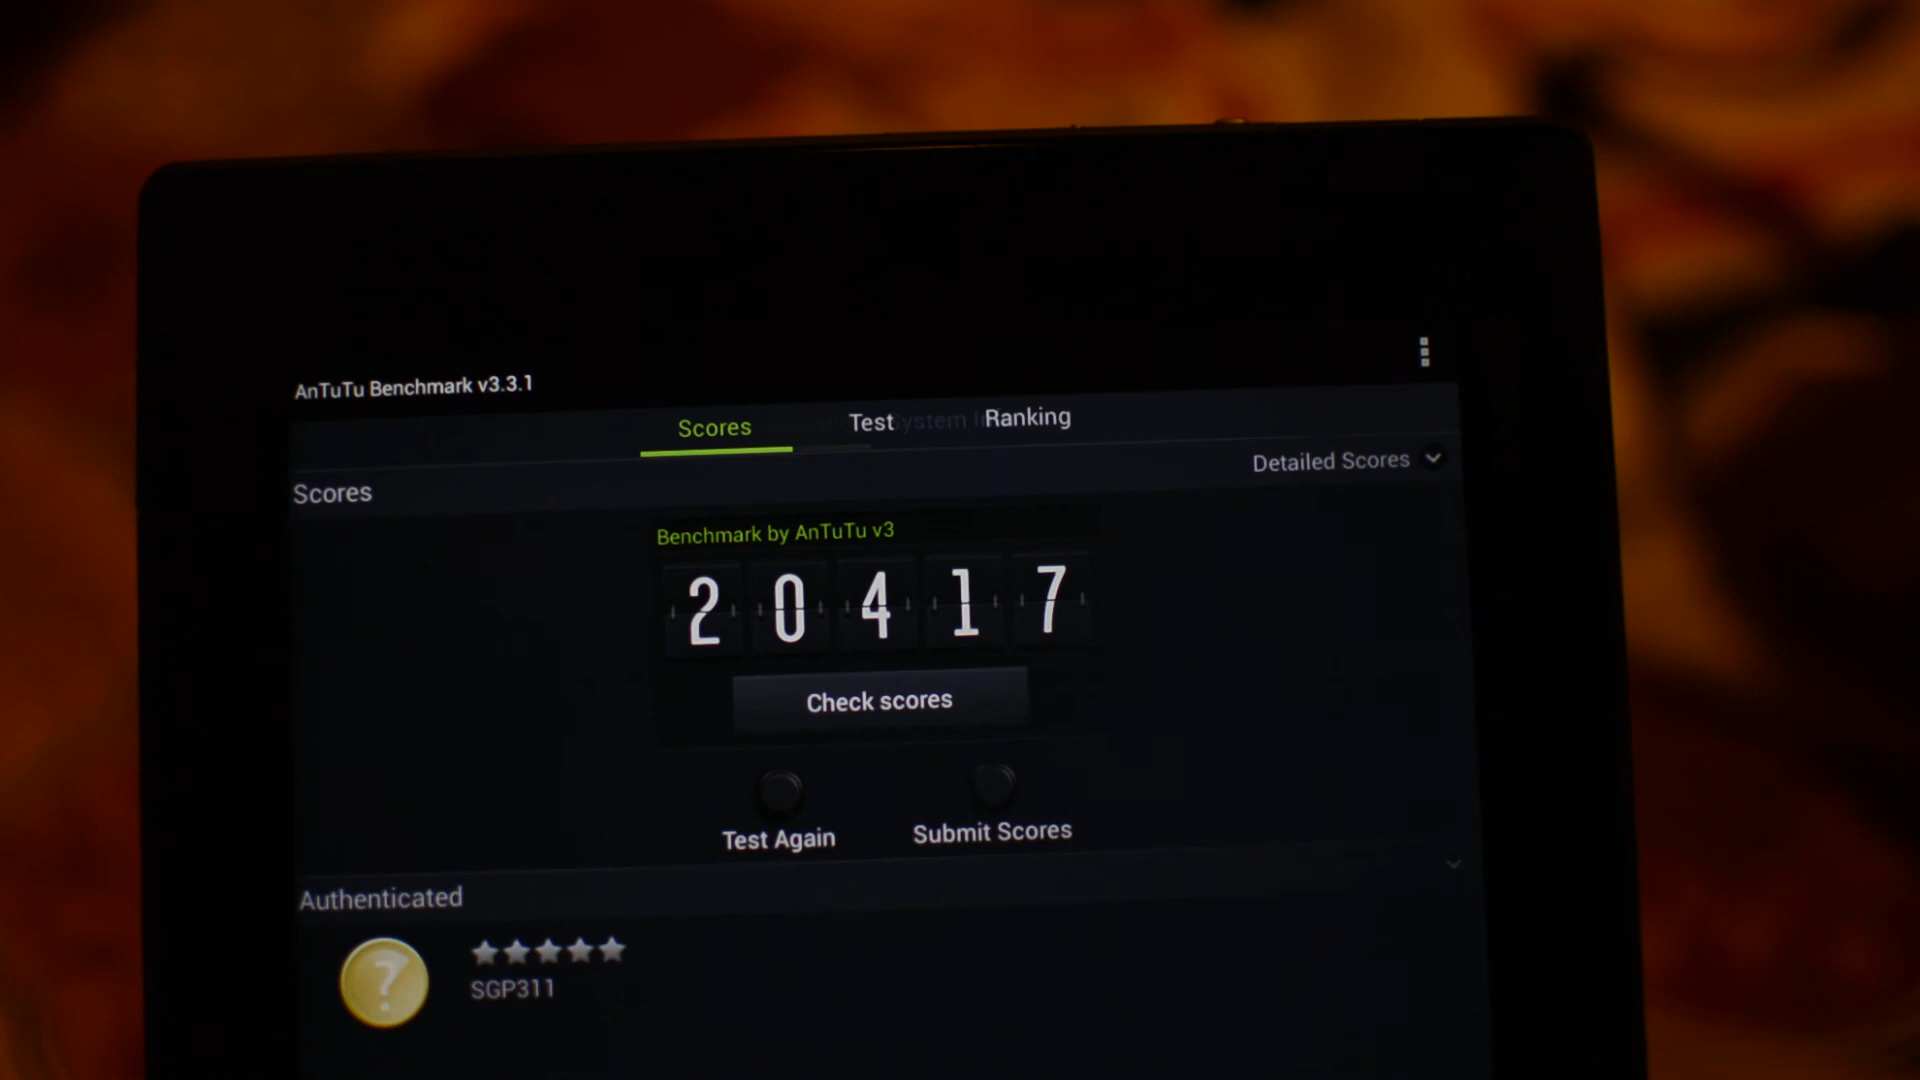 AnTuTu Benchmark v3.3.1
Scores Test System Ranking
Scores Detailed Scores
Benchmark by AnTuTu v3
20417
Check scores
Test Again Submit Scores
Authenticated
?
SGP311